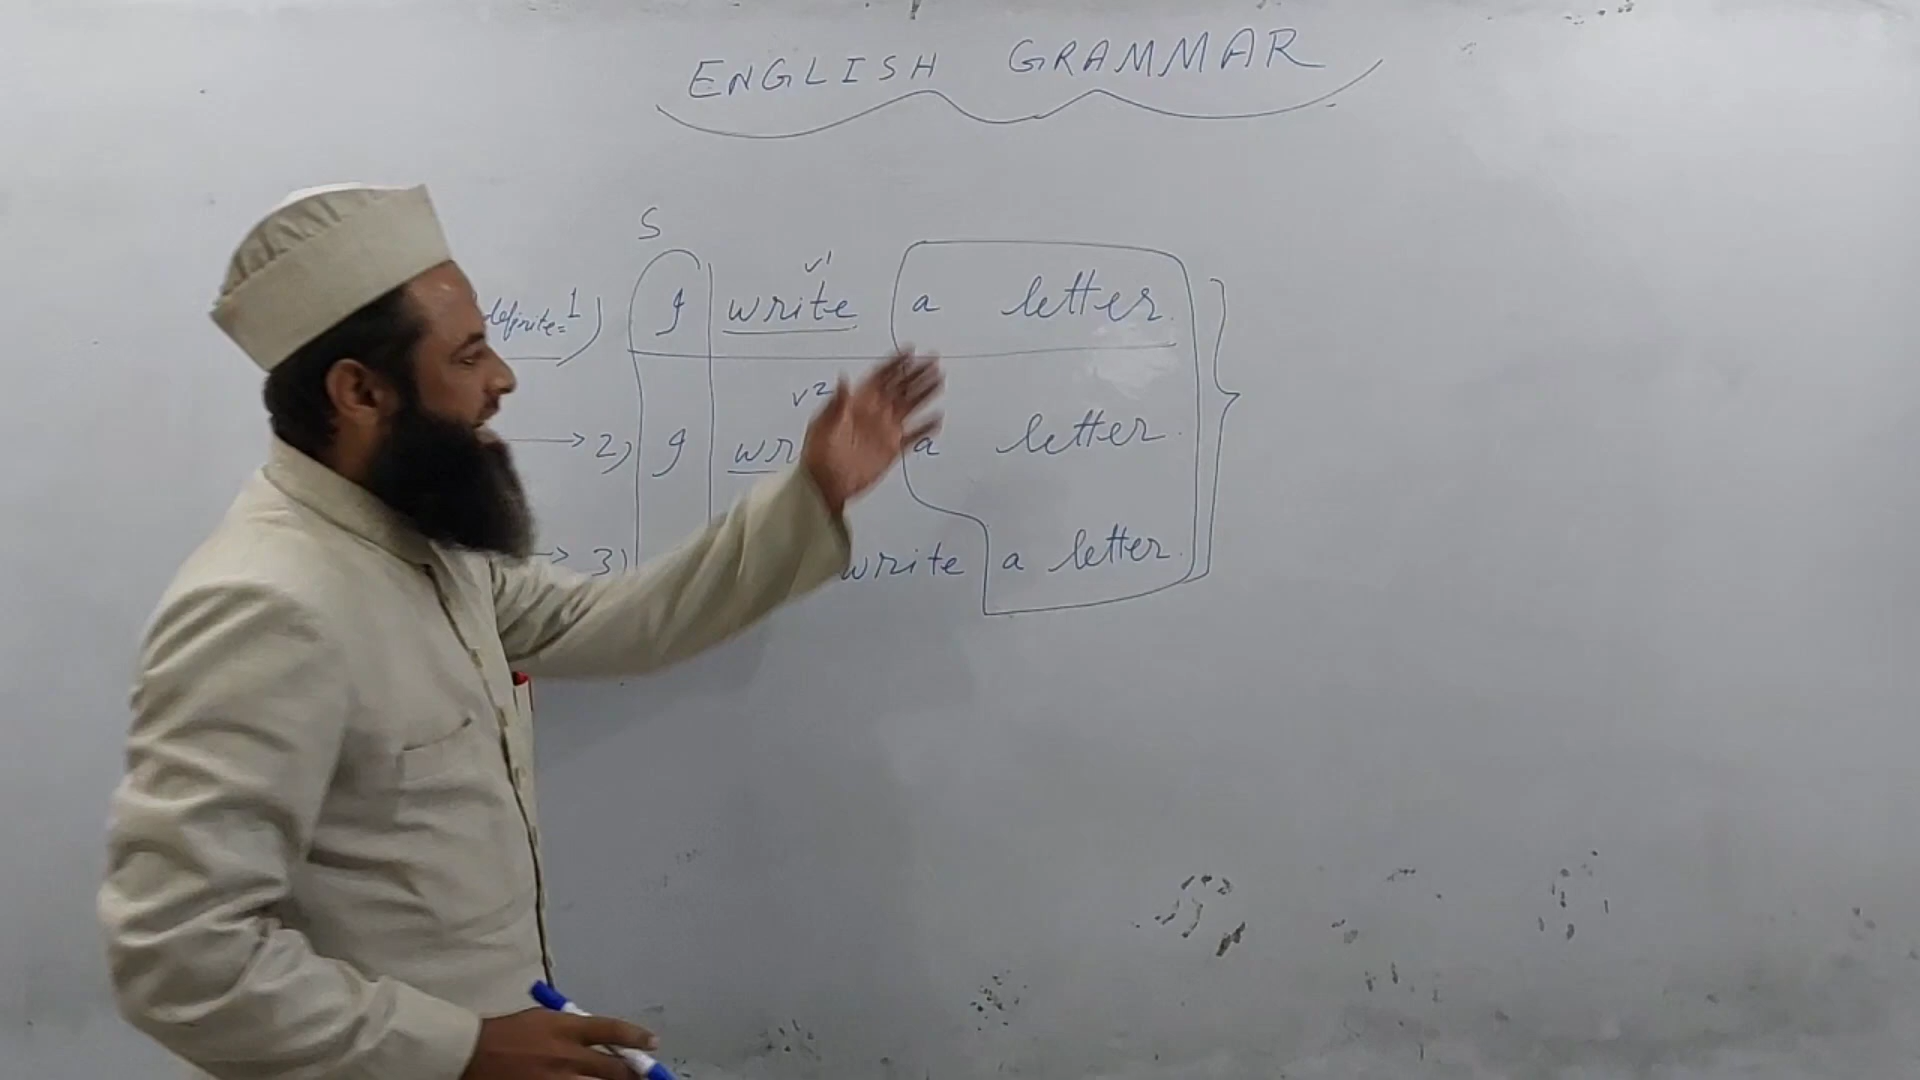 ENGLISH GRAMMAR
S
v1
definite= 1) I write a letter.
v2
2) I wr a letter.
3) write a letter.